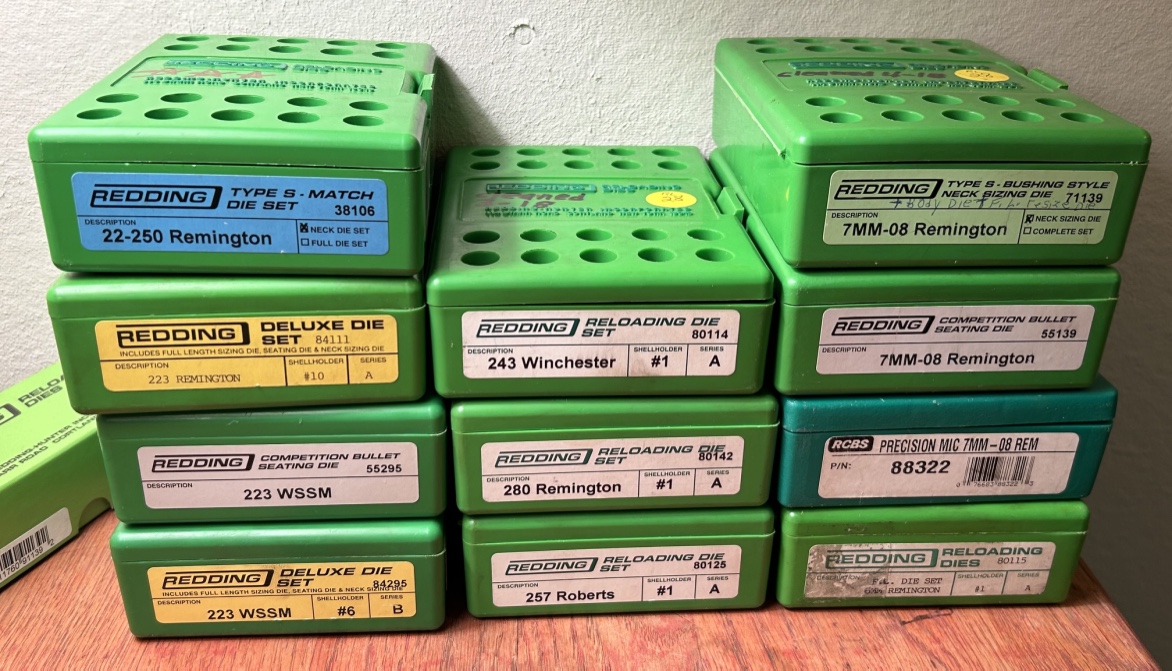 REDDING
TYPE S - MATCH
DIE SET
38106
DESCRIPTION
22-250 Remington
NECK DIE SET
FULL DIE SET
REDDING
DELUXE DIE
SET 84111
INCLUDES FULL LENGTH SIZING DIE, SEATING DIE & NECK SIZING DIE
DESCRIPTION
SHELLHOLDER
SERIES
223 REMINGTON
#10
A
REDDING
COMPETITION BULLET
SEATING DIE
55295
DESCRIPTION
223 WSSM
REDDING
DELUXE DIE
SET
84295
INCLUDES FULL LENGTH SIZING DIE, SEATING DIE & NECK SIZING DIE
DESCRIPTION
SHELLHOLDER
SERIES
223 WSSM
#6
B
REDDING
RELOADING DIE
SET
80114
DESCRIPTION
SHELLHOLDER
SERIES
243 Winchester
#1
A
REDDING
RELOADING DIE
SET
80142
DESCRIPTION
SHELLHOLDER
SERIES
280 Remington
#1
A
REDDING
RELOADING DIE
SET
80125
DESCRIPTION
SHELLHOLDER
SERIES
257 Roberts
#1
A
REDDING
TYPE S - BUSHING STYLE
NECK SIZING DIE
71139
DESCRIPTION
7MM-08 Remington
NECK SIZING DIE
COMPLETE SET
REDDING
COMPETITION BULLET
SEATING DIE
55139
DESCRIPTION
7MM-08 Remington
RCBS
PRECISION MIC 7MM-08 REM
P/N:
88322
REDDING
RELOADING
DIES
80115
DIE SET
REMINGTON
#1
A